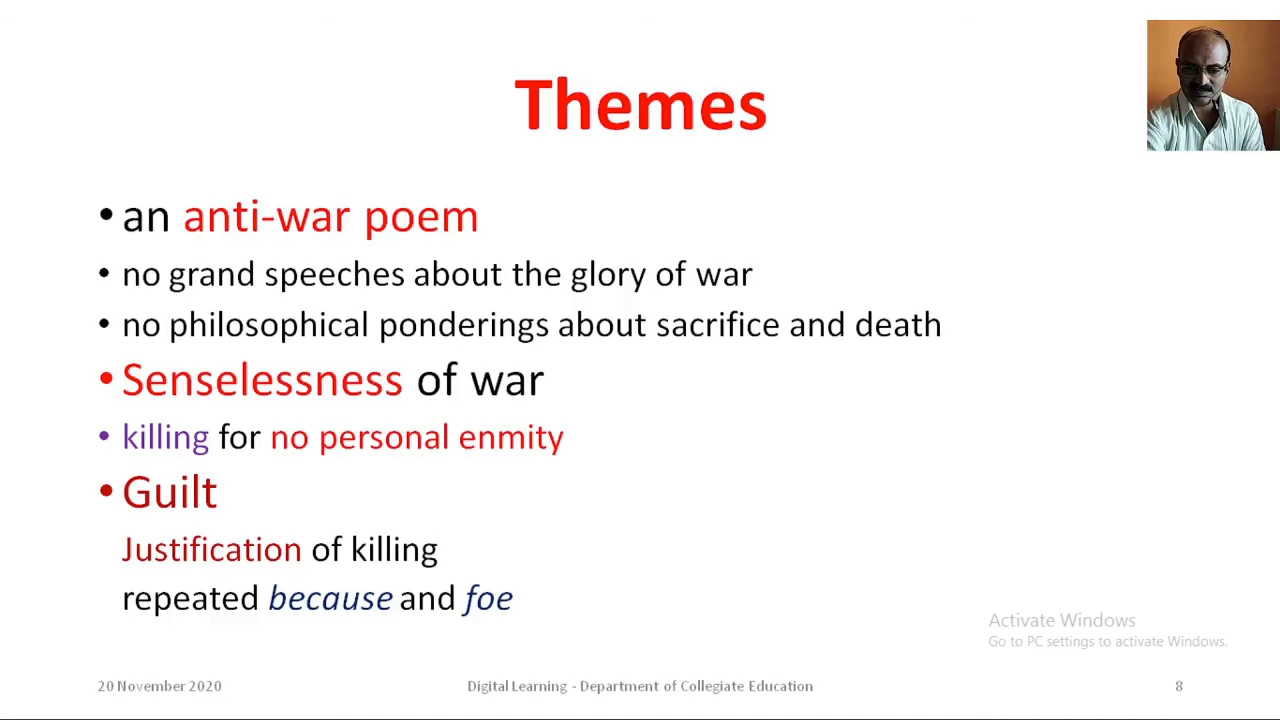 Themes
• an anti-war poem
• no grand speeches about the glory of war
• no philosophical ponderings about sacrifice and death
• Senselessness of war
• killing for no personal enmity
• Guilt
Justification of killing
repeated because and foe
Activate Windows
Go to PC settings to activate Windows.
20 November 2020
Digital Learning - Department of Collegiate Education
8